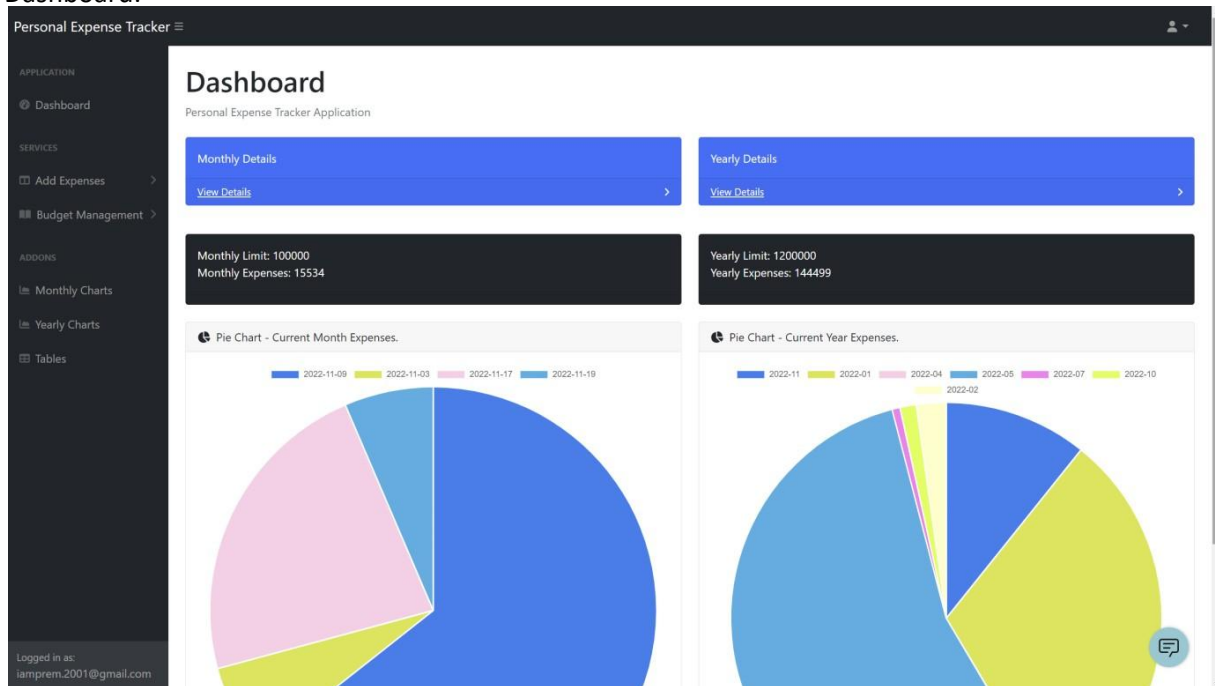 Dashboard:
Personal Expense Tracker
APPLICATION
Dashboard
SERVICES
Add Expenses
Budget Management
ADDONS
Monthly Charts
Yearly Charts
Tables
Logged in as:
iamprem.2001@gmail.com
Dashboard
Personal Expense Tracker Application
Monthly Details
View Details
Yearly Details
View Details
Monthly Limit: 100000
Monthly Expenses: 15534
Yearly Limit: 1200000
Yearly Expenses: 144499
Pie Chart - Current Month Expenses.
2022-11-09 2022-11-03 2022-11-17 2022-11-19
Pie Chart - Current Year Expenses.
2022-11 2022-01 2022-04 2022-05 2022-07 2022-10
2022-02